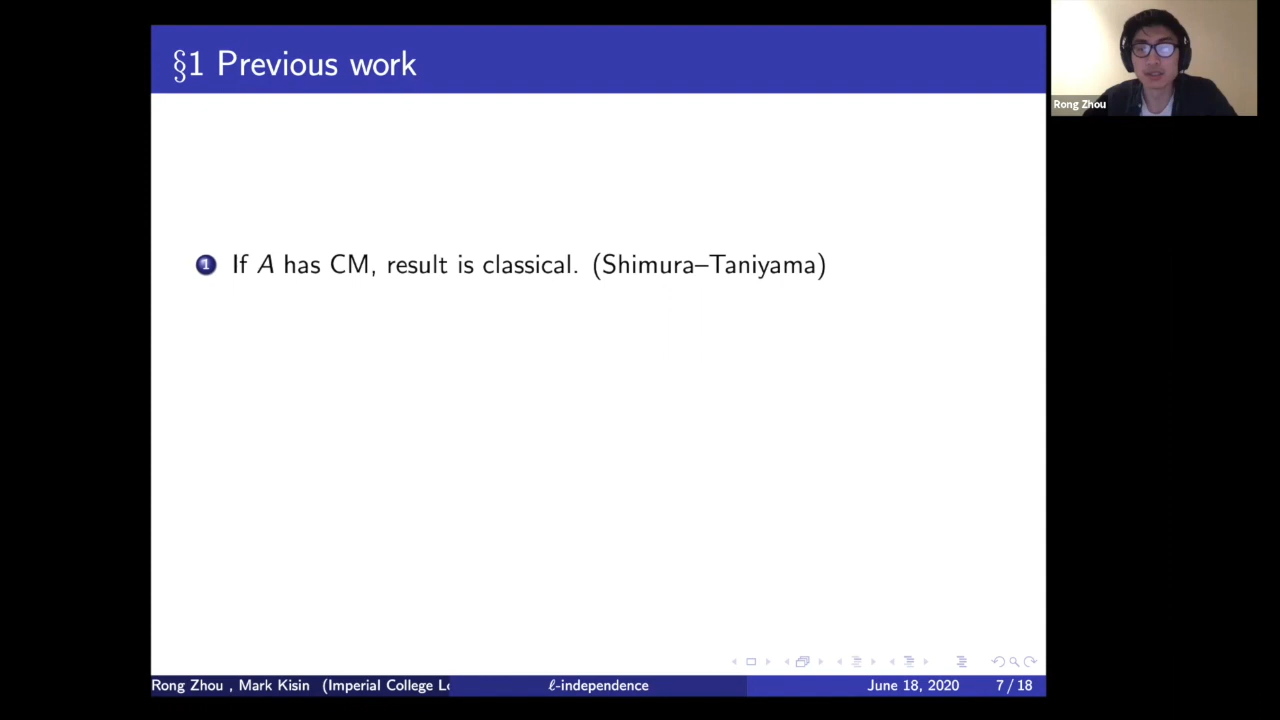 §1 Previous work
Rong Zhou
1 If A has CM, result is classical. (Shimura–Taniyama)
Rong Zhou , Mark Kisin (Imperial College Lo
ℓ-independence
June 18, 2020
7 / 18